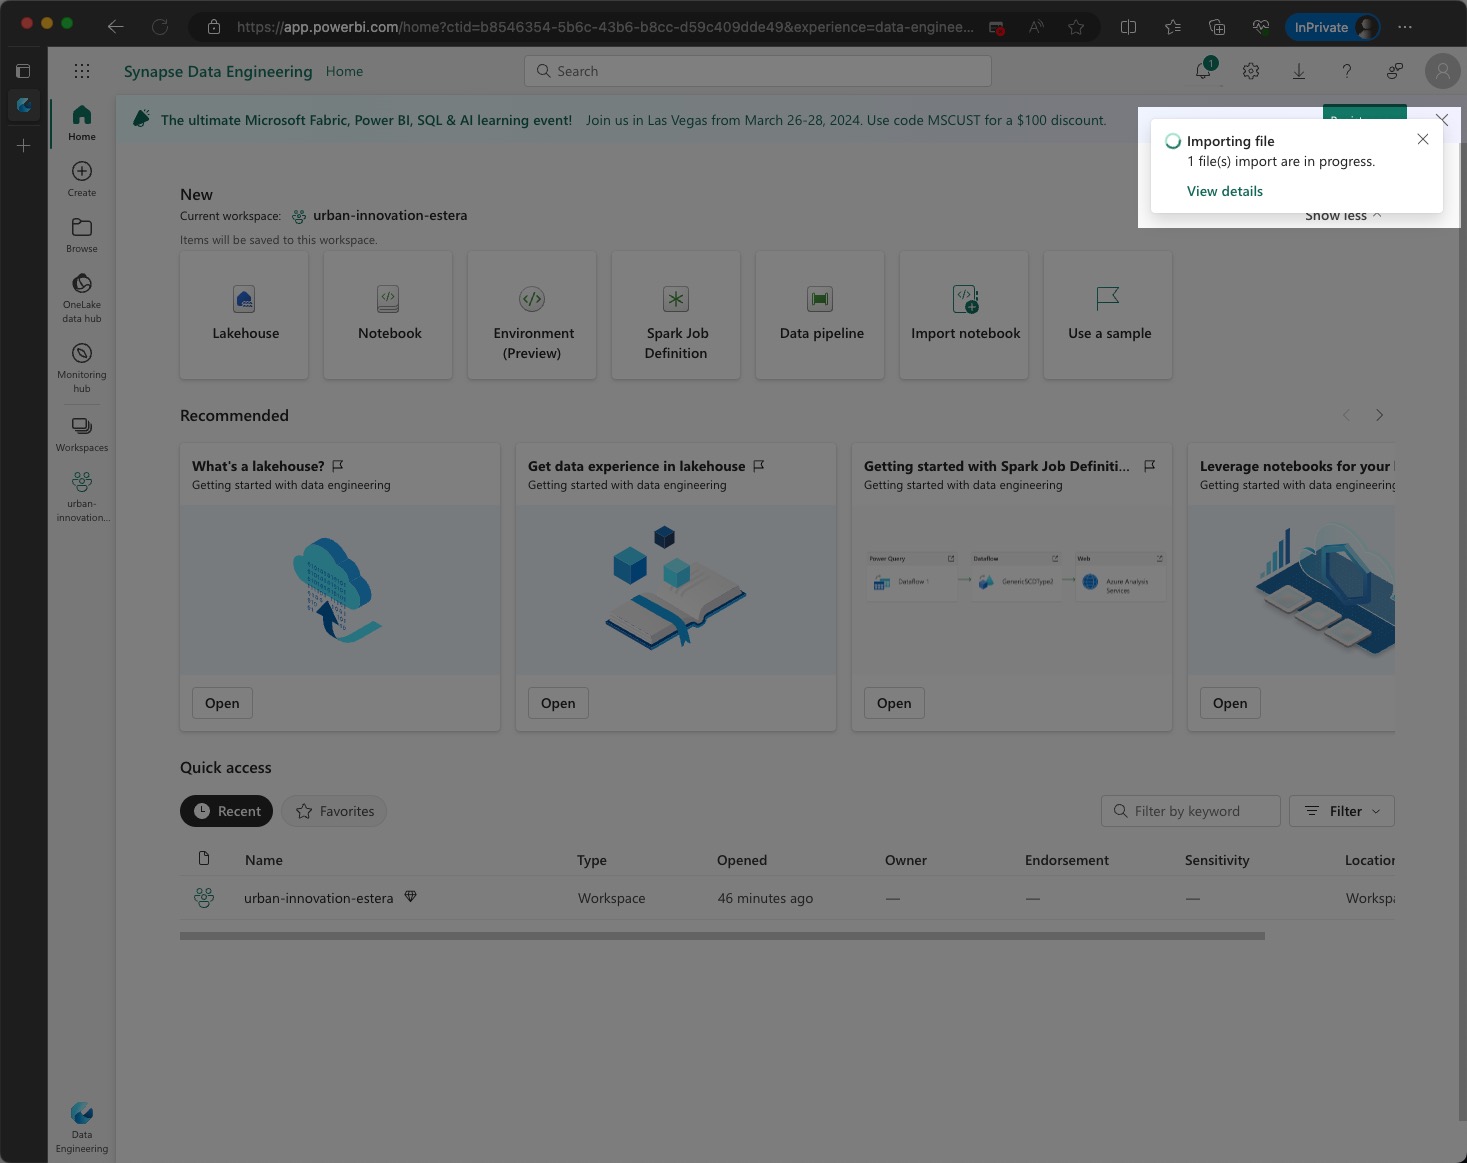 https://app.powerbi.com/home?ctid=b8546354-5b6c-43b6-b8cc-d59c409dde49&experience=data-enginee...
InPrivate
Synapse Data Engineering Home
Search
1
The ultimate Microsoft Fabric, Power BI, SQL & AI learning event! Join us in Las Vegas from March 26-28, 2024. Use code MSCUST for a $100 discount.
Importing file
1 file(s) import are in progress.
View details
Show less
Home
Create
Browse
OneLake
data hub
Monitoring
hub
Workspaces
urban-
innovation...
Data
Engineering
New
Current workspace: urban-innovation-estera
Items will be saved to this workspace.
Lakehouse
Notebook
Environment
(Preview)
Spark Job
Definition
Data pipeline
Import notebook
Use a sample
Recommended
What's a lakehouse?
Getting started with data engineering
Open
Get data experience in lakehouse
Getting started with data engineering
Open
Getting started with Spark Job Definiti...
Getting started with data engineering
Power Query
Dataflow 1
Dataflow
GenericSCDType2
Web
Azure Analysis
Services
Open
Leverage notebooks for your
Getting started with data engineering
Open
Quick access
Recent
Favorites
Filter by keyword
Filter
Name Type Opened Owner Endorsement Sensitivity Location
urban-innovation-estera Workspace 46 minutes ago — — — Workspa